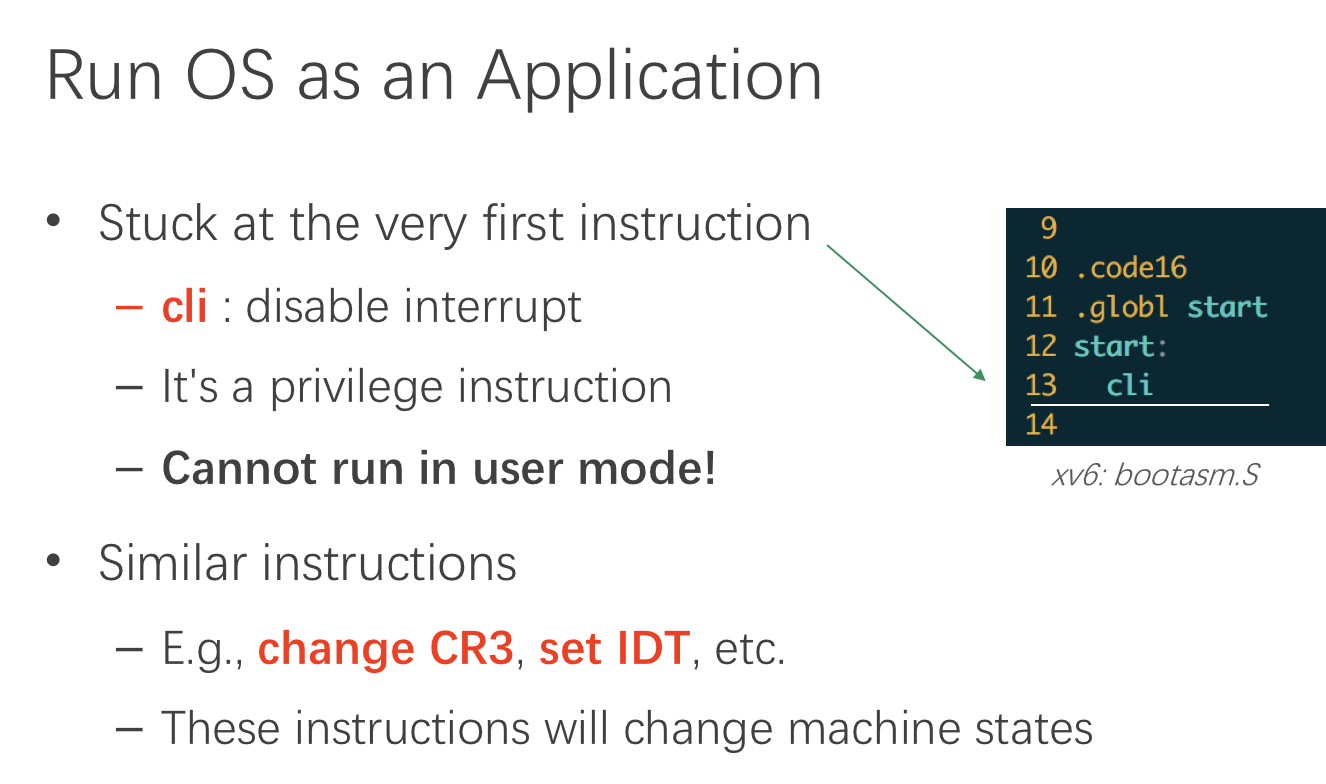 Run OS as an Application
• Stuck at the very first instruction
– cli : disable interrupt
– It's a privilege instruction
– Cannot run in user mode!
• Similar instructions
– E.g., change CR3, set IDT, etc.
– These instructions will change machine states
9
10 .code16
11 .globl start
12 start:
13 cli
14
xv6: bootasm.S